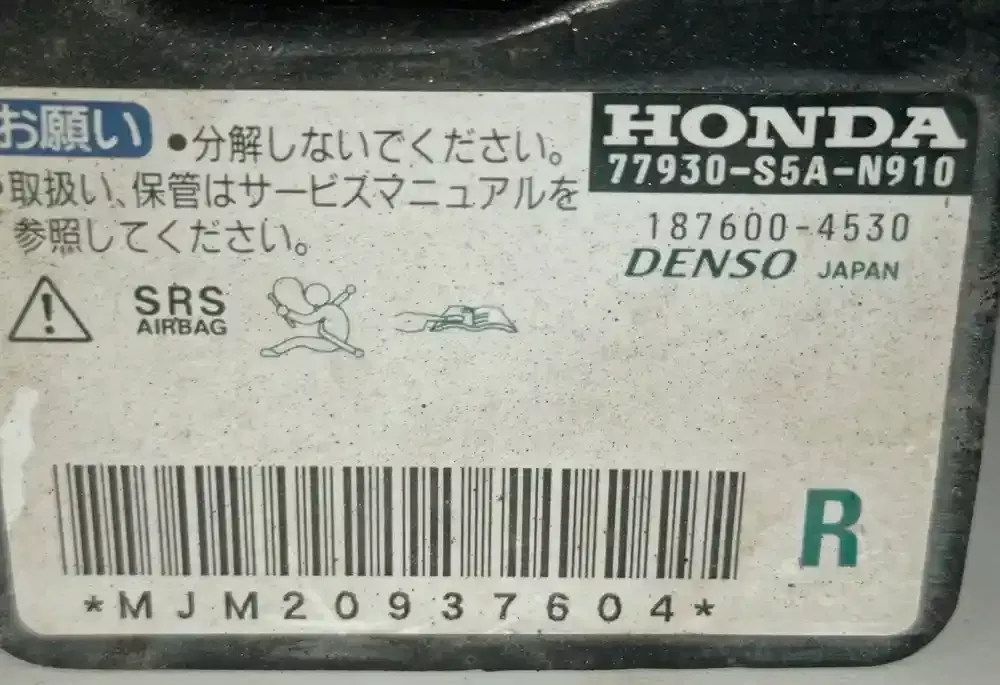 お願い
●分解しないでください。
●取扱い、保管はサービスマニュアルを
参照してください。
HONDA
77930-S5A-N910
187600-4530
DENSO JAPAN
SRS
AIRBAG
R
*MJM20937604*